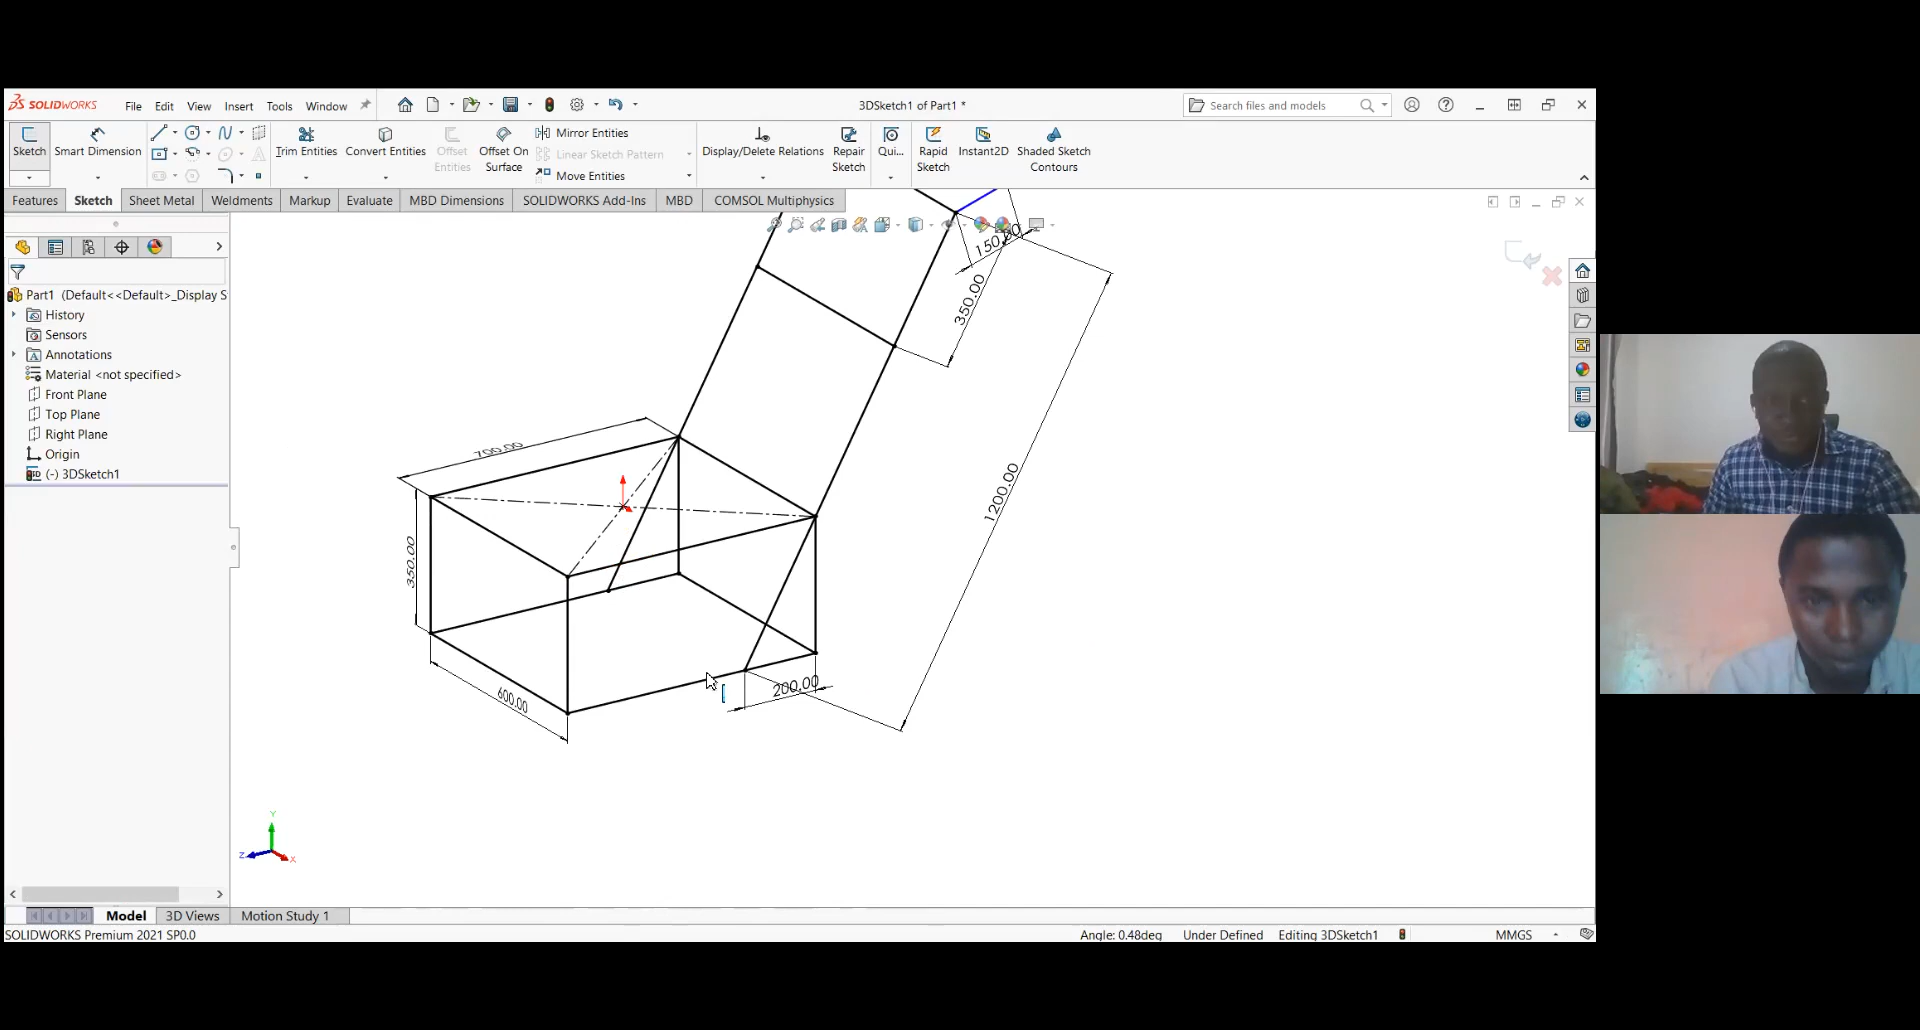 SOLIDWORKS File Edit View Insert Tools Window 3DSketch1 of Part1 * Search files and models
Sketch Smart Dimension Trim Entities Convert Entities Offset Entities Offset On Surface Mirror Entities Linear Sketch Pattern Move Entities Display/Delete Relations Repair Sketch Qui... Rapid Sketch Instant2D Shaded Sketch Contours
Features Sketch Sheet Metal Weldments Markup Evaluate MBD Dimensions SOLIDWORKS Add-Ins MBD COMSOL Multiphysics
Part1 (Default<<Default>_Display S
History
Sensors
Annotations
Material <not specified>
Front Plane
Top Plane
Right Plane
Origin
(-) 3DSketch1
150.00
350.00
1200.00
700.00
350.00
600.00
200.00
Y
Z
X
Model 3D Views Motion Study 1
SOLIDWORKS Premium 2021 SP0.0 Angle: 0.48deg Under Defined Editing 3DSketch1 MMGS